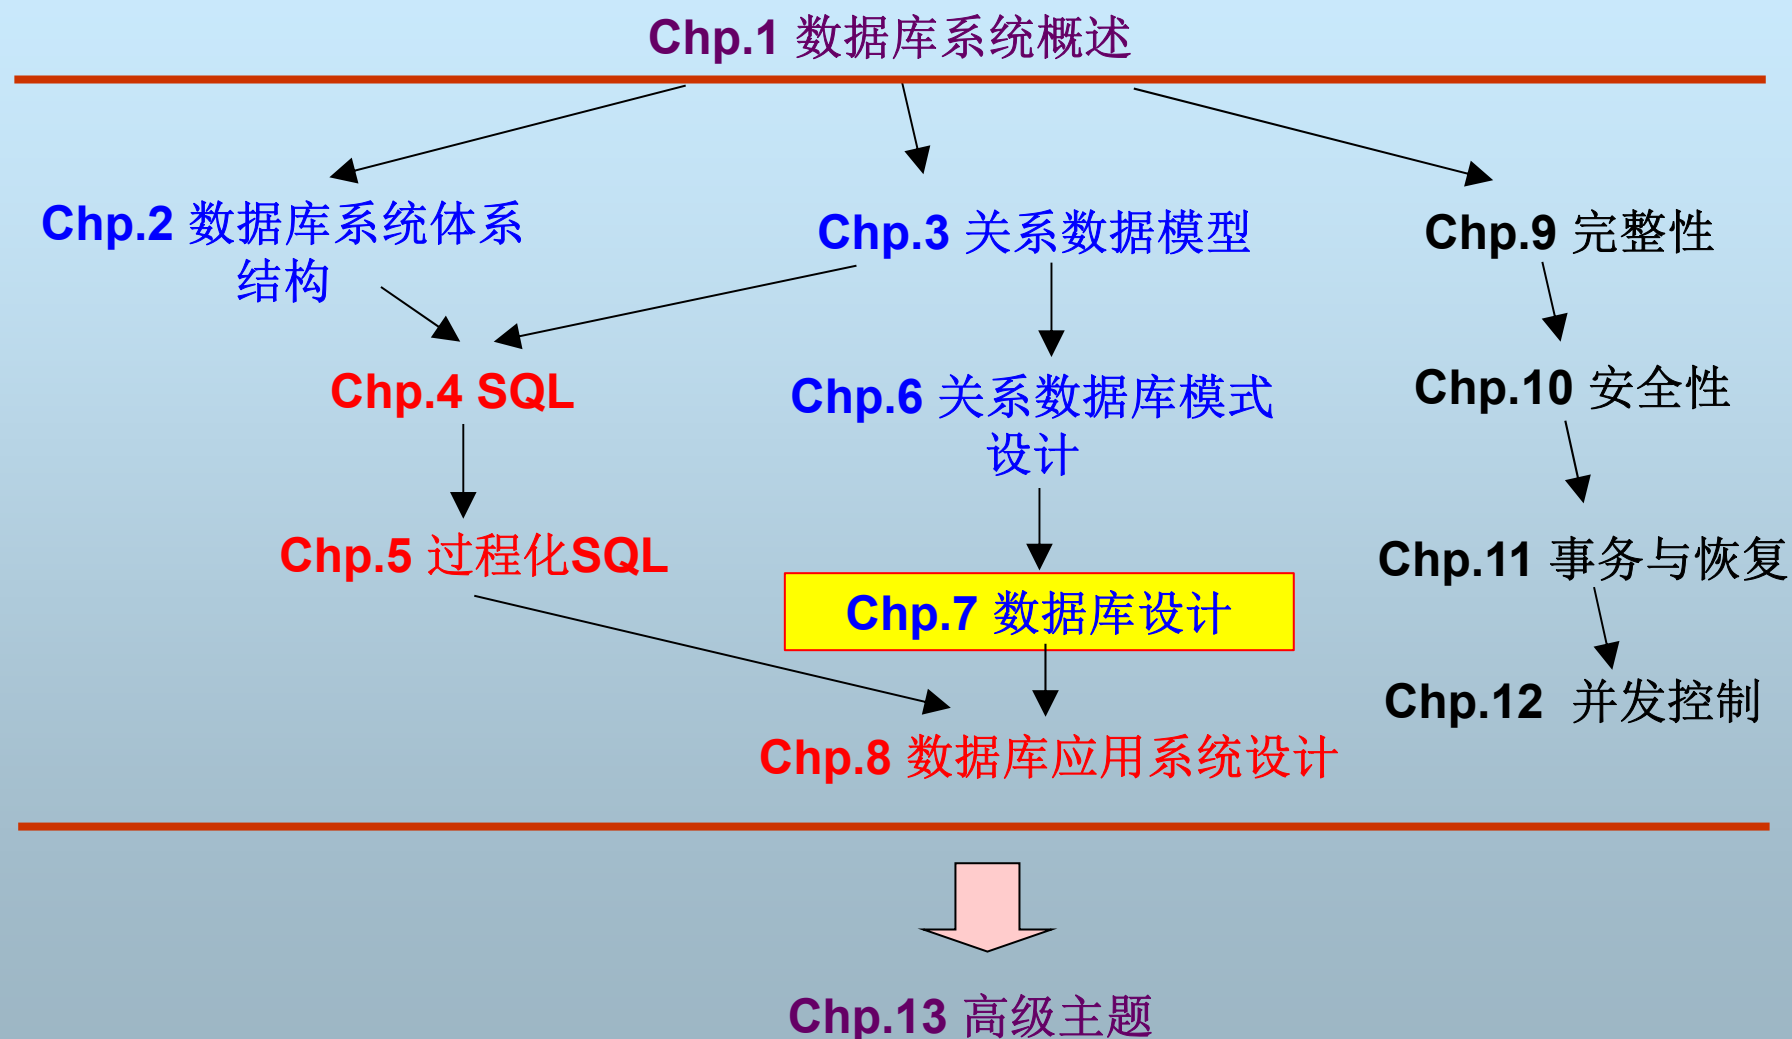 Chp.1 数据库系统概述
Chp.2 数据库系统体系
结构
Chp.3 关系数据模型
Chp.9 完整性
Chp.4 SQL
Chp.6 关系数据库模式
设计
Chp.10 安全性
Chp.5 过程化SQL
Chp.11 事务与恢复
Chp.7 数据库设计
Chp.12 并发控制
Chp.8 数据库应用系统设计
Chp.13 高级主题